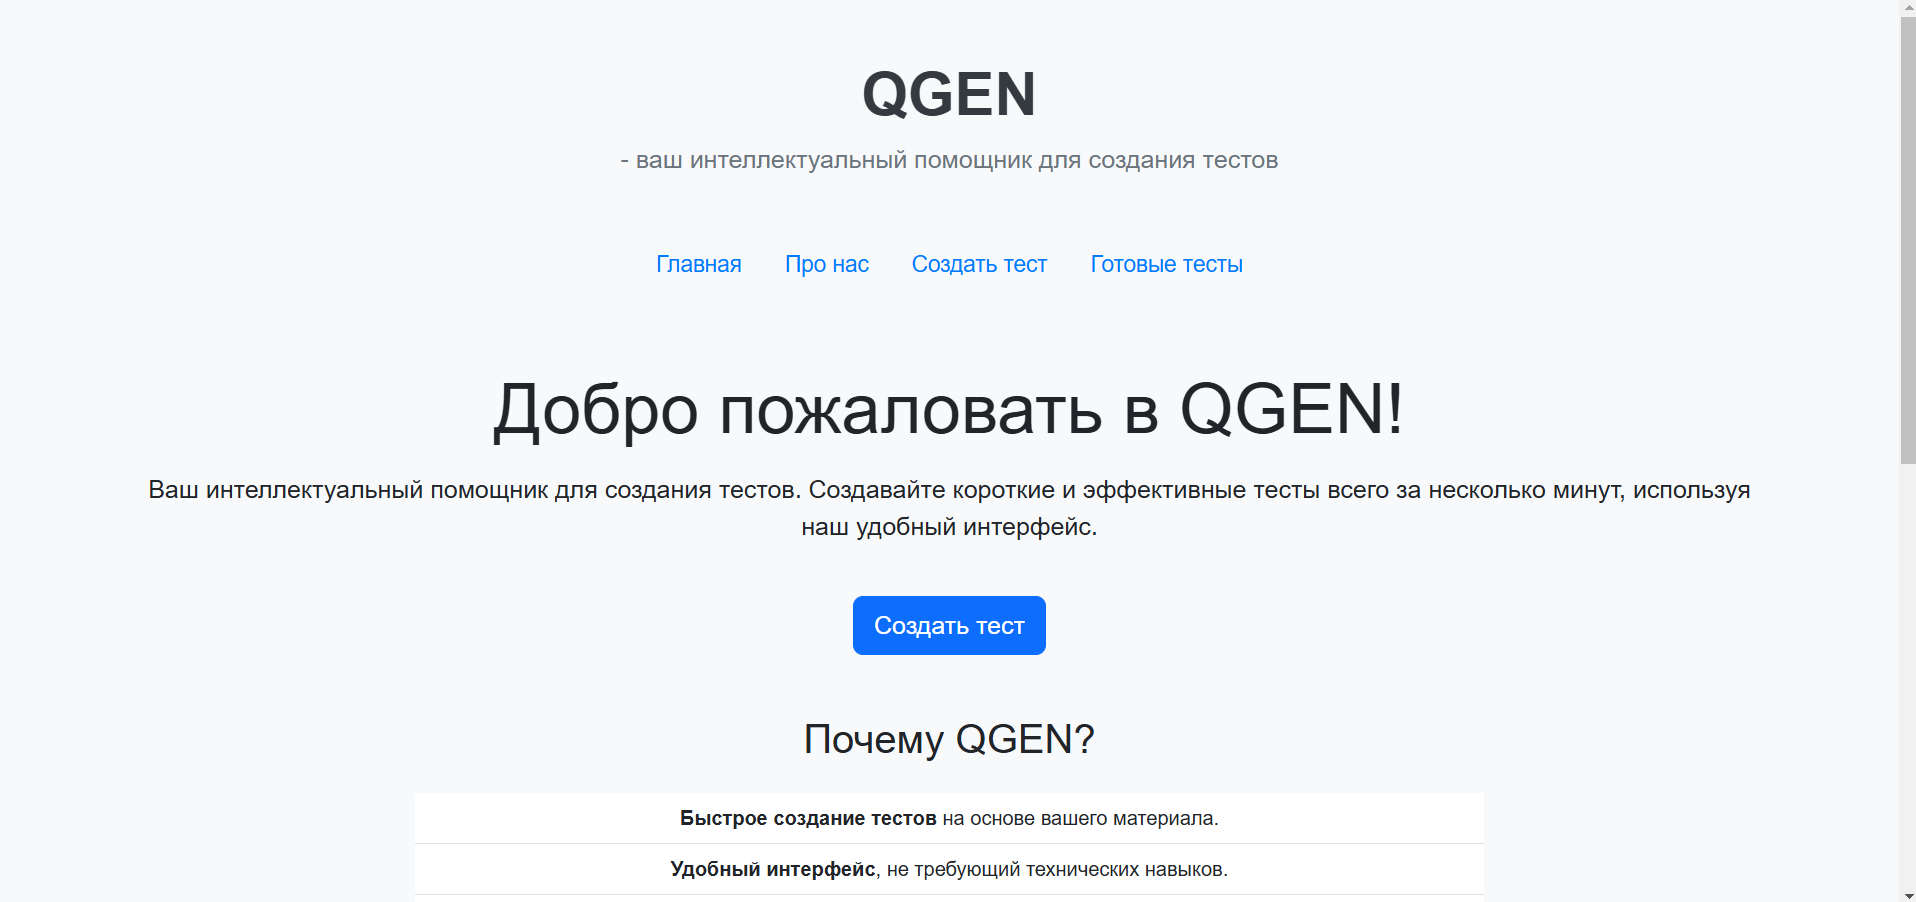 QGEN
- ваш интеллектуальный помощник для создания тестов
Главная Про нас Создать тест Готовые тесты
Добро пожаловать в QGEN!
Ваш интеллектуальный помощник для создания тестов. Создавайте короткие и эффективные тесты всего за несколько минут, используя
наш удобный интерфейс.
Создать тест
Почему QGEN?
Быстрое создание тестов на основе вашего материала.
Удобный интерфейс, не требующий технических навыков.